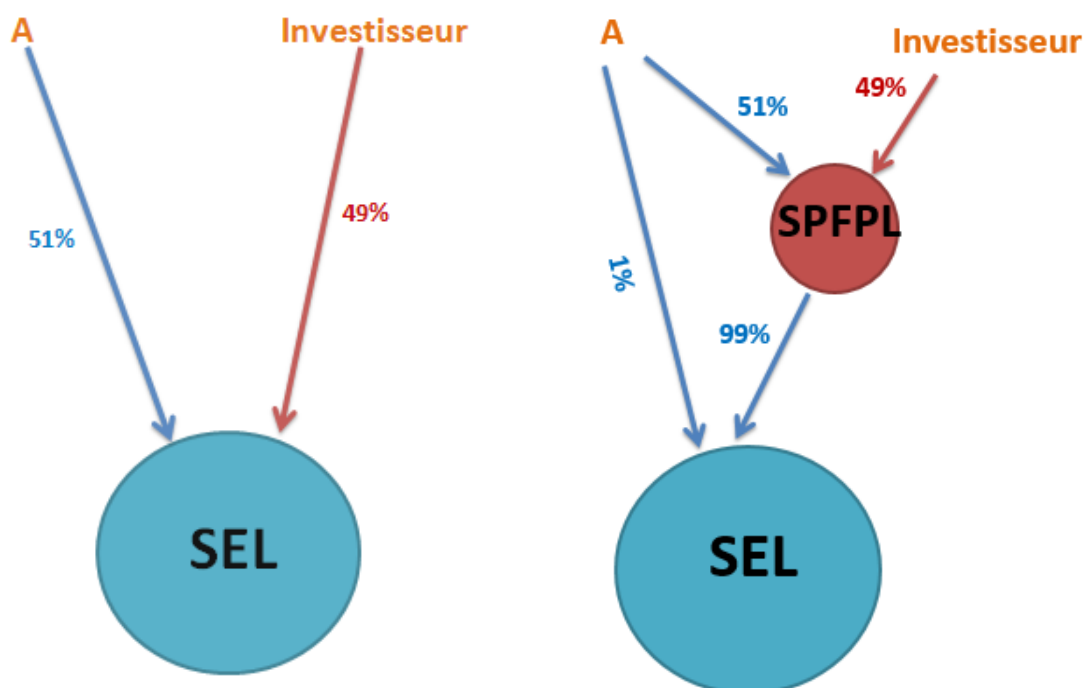 A
Investisseur
51%
49%
SEL
A
Investisseur
51%
49%
SPFPL
1%
99%
SEL